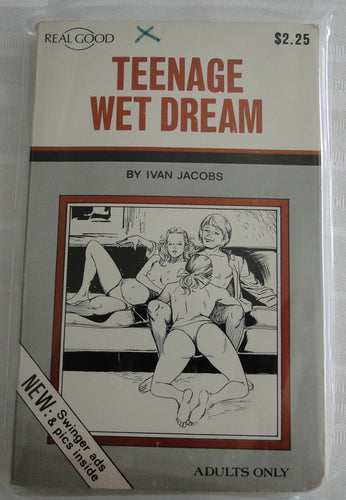 REAL GOOD
$2.25
TEENAGE
WET DREAM
BY IVAN JACOBS
NEW:
Swinger ads
& pics inside
ADULTS ONLY